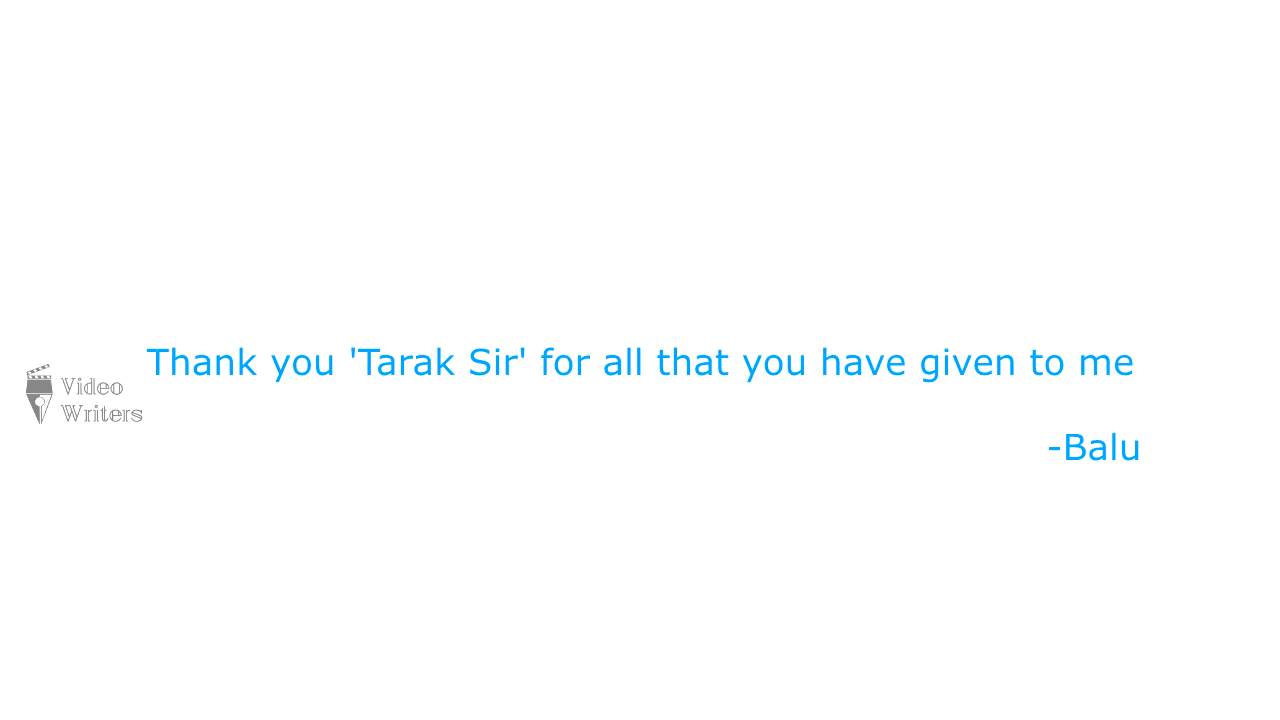 Thank you 'Tarak Sir' for all that you have given to me
Video
Writers
-Balu